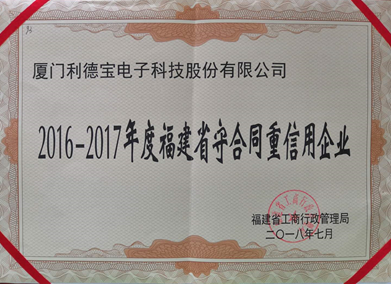 厦门利德宝电子科技股份有限公司
2016-2017年度福建省守合同重信用企业
福建省工商行政管理局
二〇一八年七月